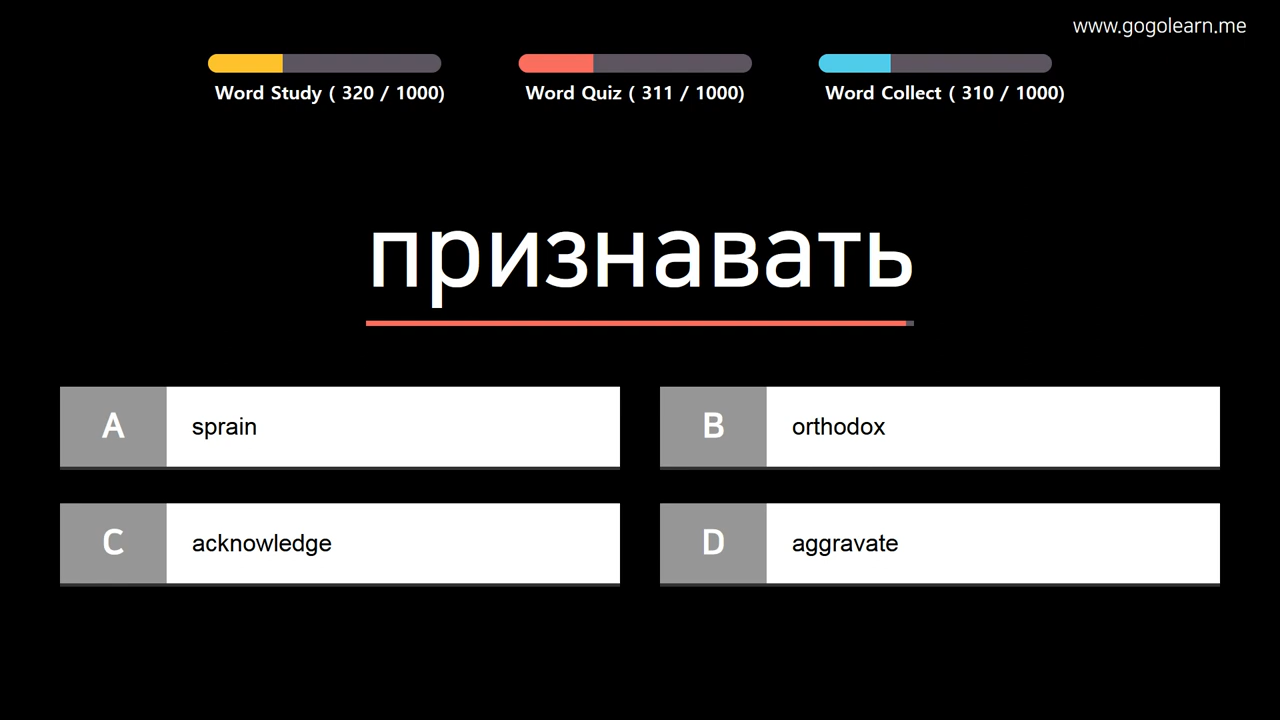 www.gogolearn.me
Word Study ( 320 / 1000)
Word Quiz ( 311 / 1000)
Word Collect ( 310 / 1000)
признавать
A sprain
B orthodox
C acknowledge
D aggravate